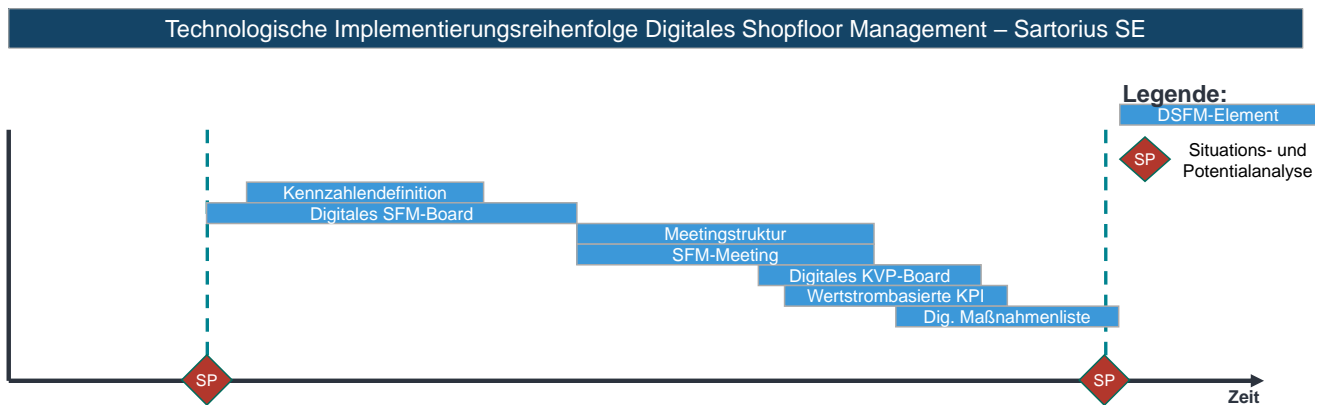 Technologische Implementierungsreihenfolge Digitales Shopfloor Management – Sartorius SE
Legende:
DSFM-Element
SP
Situations- und
Potentialanalyse
Kennzahlendefinition
Digitales SFM-Board
Meetingstruktur
SFM-Meeting
Digitales KVP-Board
Wertstrombasierte KPI
Dig. Maßnahmenliste
SP
SP
Zeit